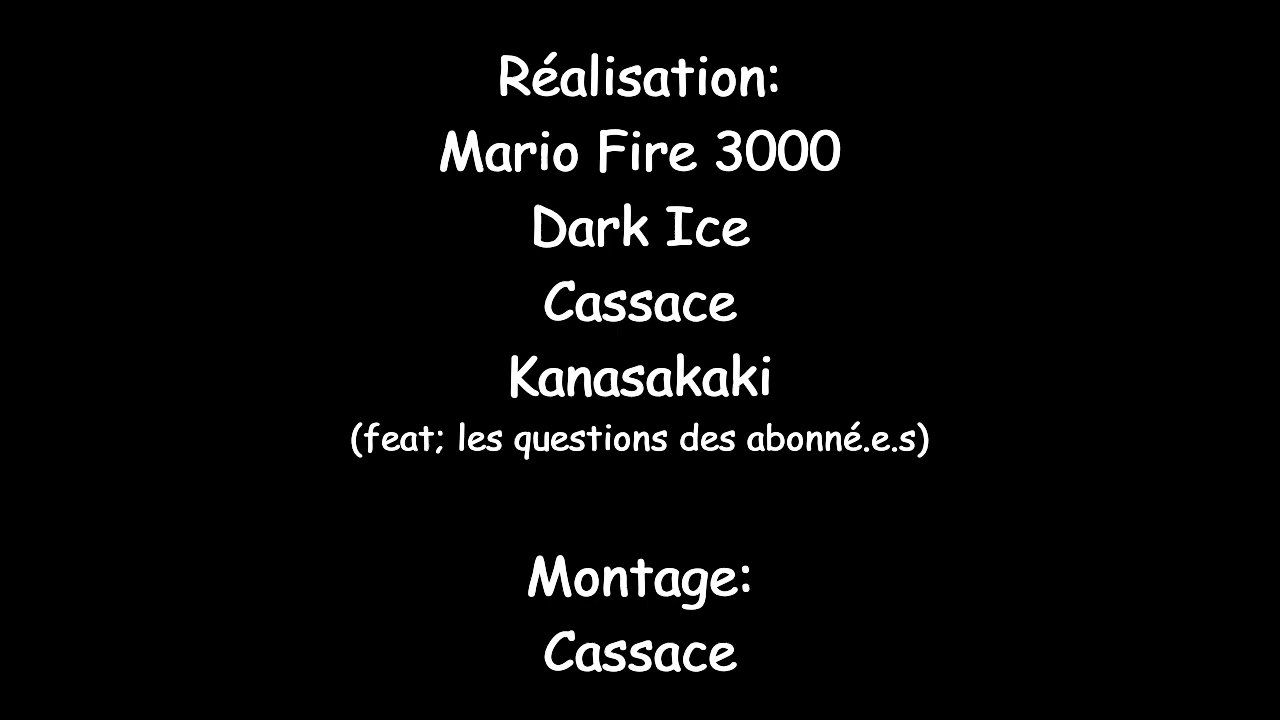 Réalisation:
Mario Fire 3000
Dark Ice
Cassace
Kanasakaki
(feat; les questions des abonné.e.s)
Montage:
Cassace